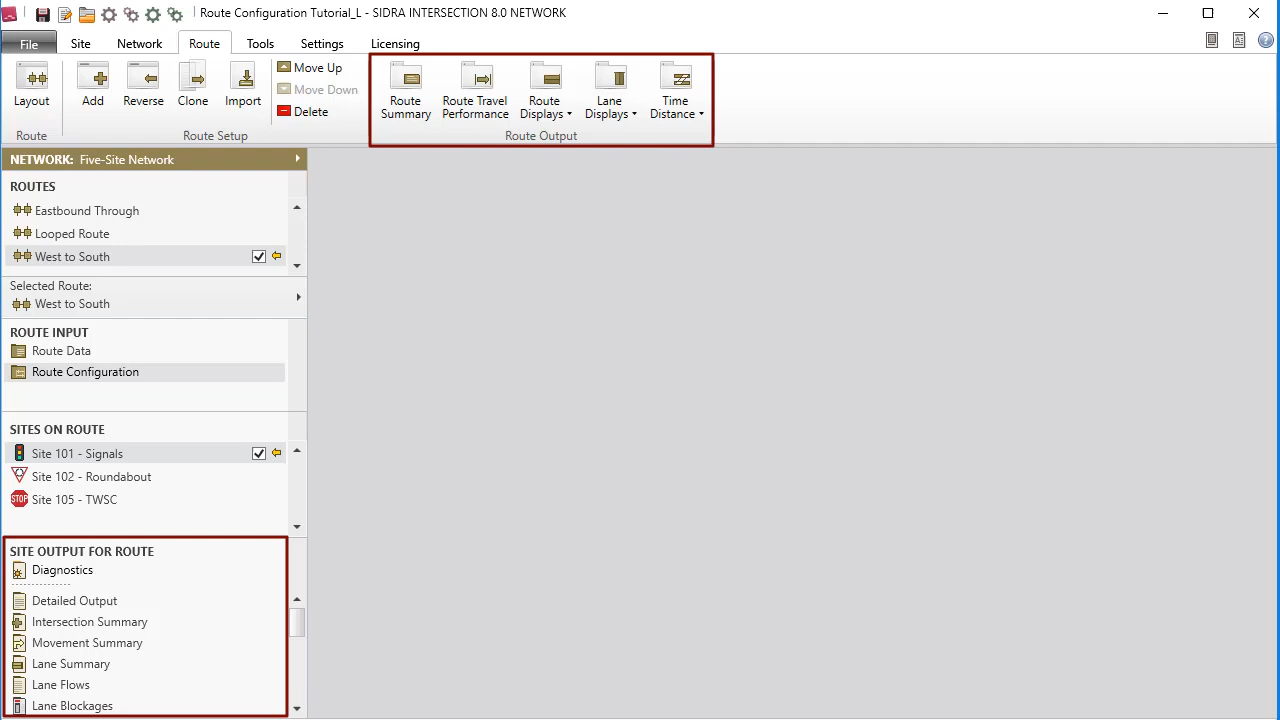 Route Configuration Tutorial_L - SIDRA INTERSECTION 8.0 NETWORK
File Site Network Route Tools Settings Licensing
Layout Add Reverse Clone Import
Move Up
Move Down
Delete
Route Summary
Route Travel Performance
Route Displays
Lane Displays
Time Distance
Route Route Setup Route Output
NETWORK: Five-Site Network
ROUTES
Eastbound Through
Looped Route
West to South
Selected Route:
West to South
ROUTE INPUT
Route Data
Route Configuration
SITES ON ROUTE
Site 101 - Signals
Site 102 - Roundabout
STOP Site 105 - TWSC
SITE OUTPUT FOR ROUTE
Diagnostics
Detailed Output
Intersection Summary
Movement Summary
Lane Summary
Lane Flows
Lane Blockages